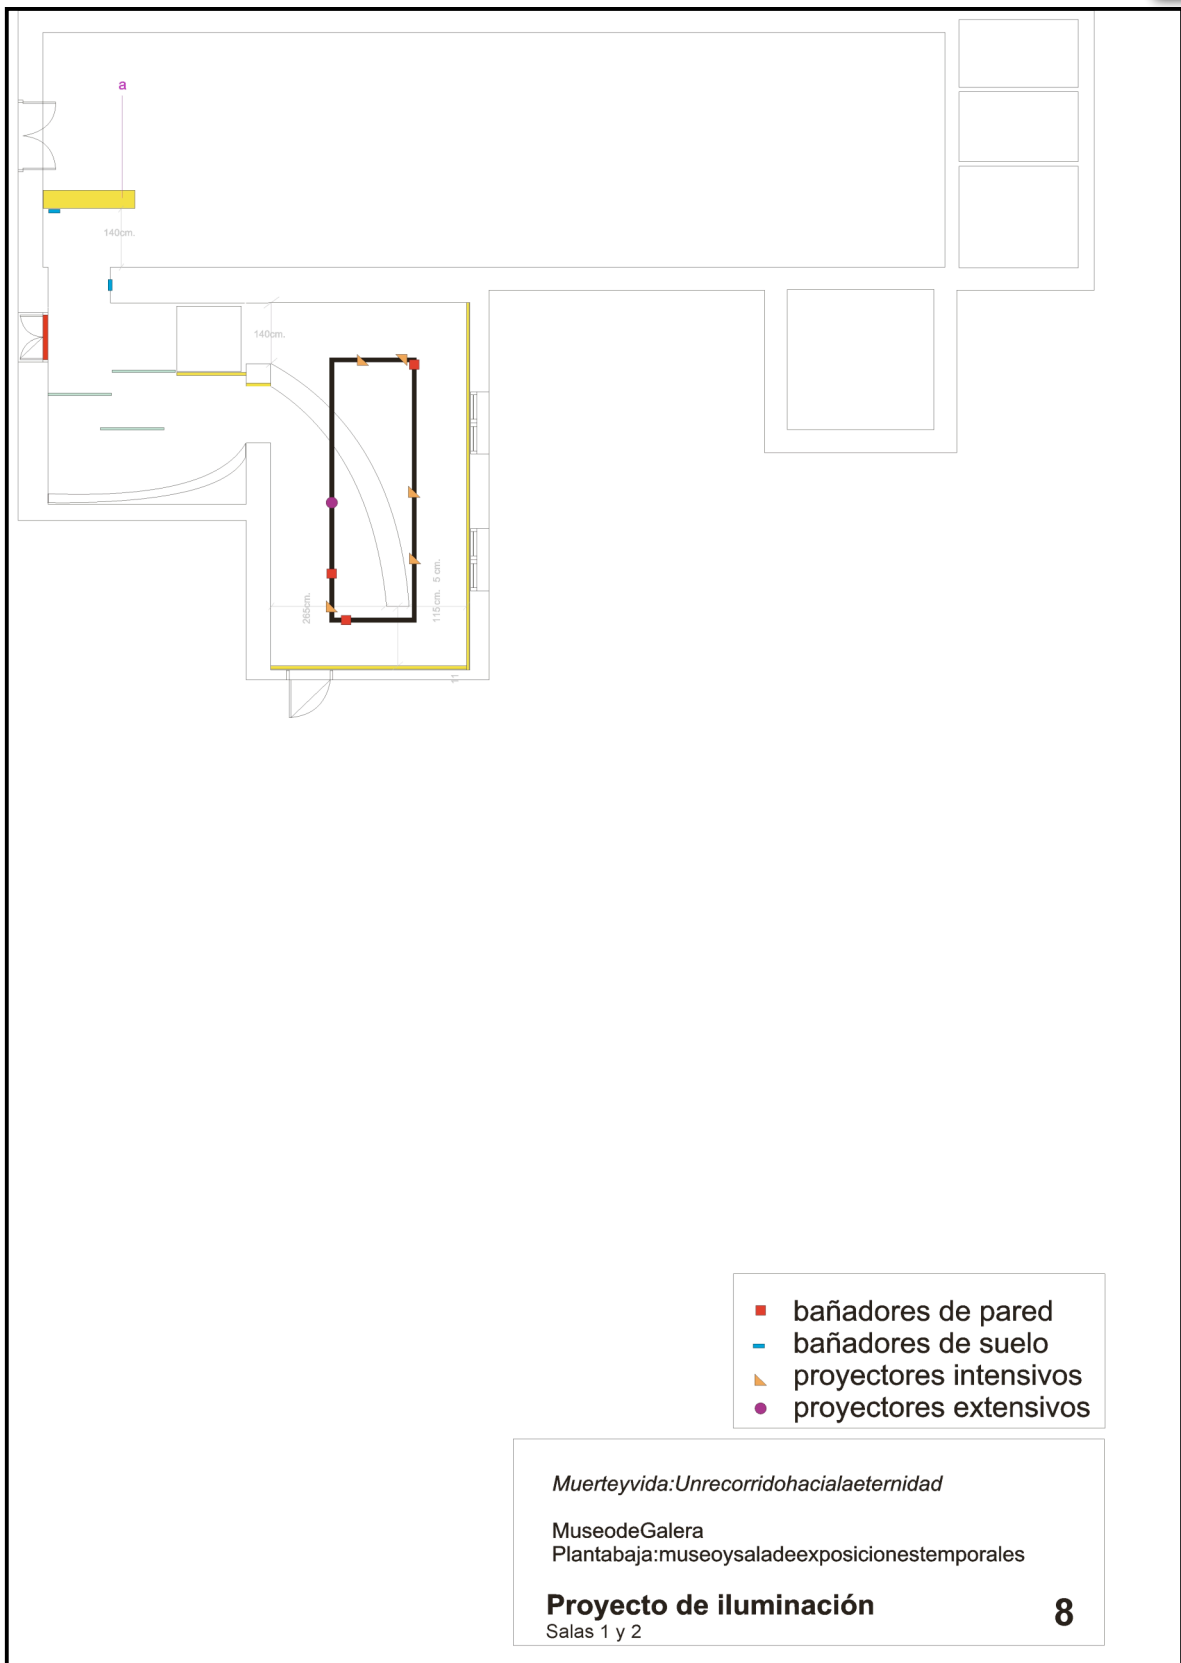 a
140cm.
140cm.
265cm.
115cm. 5 cm.
11
bañadores de pared
bañadores de suelo
proyectores intensivos
proyectores extensivos
Muerteyvida:Unrecorridohacialaeternidad
MuseodeGalera
Plantabaja:museoysaladeexposicionestemporales
Proyecto de iluminación
8
Salas 1 y 2